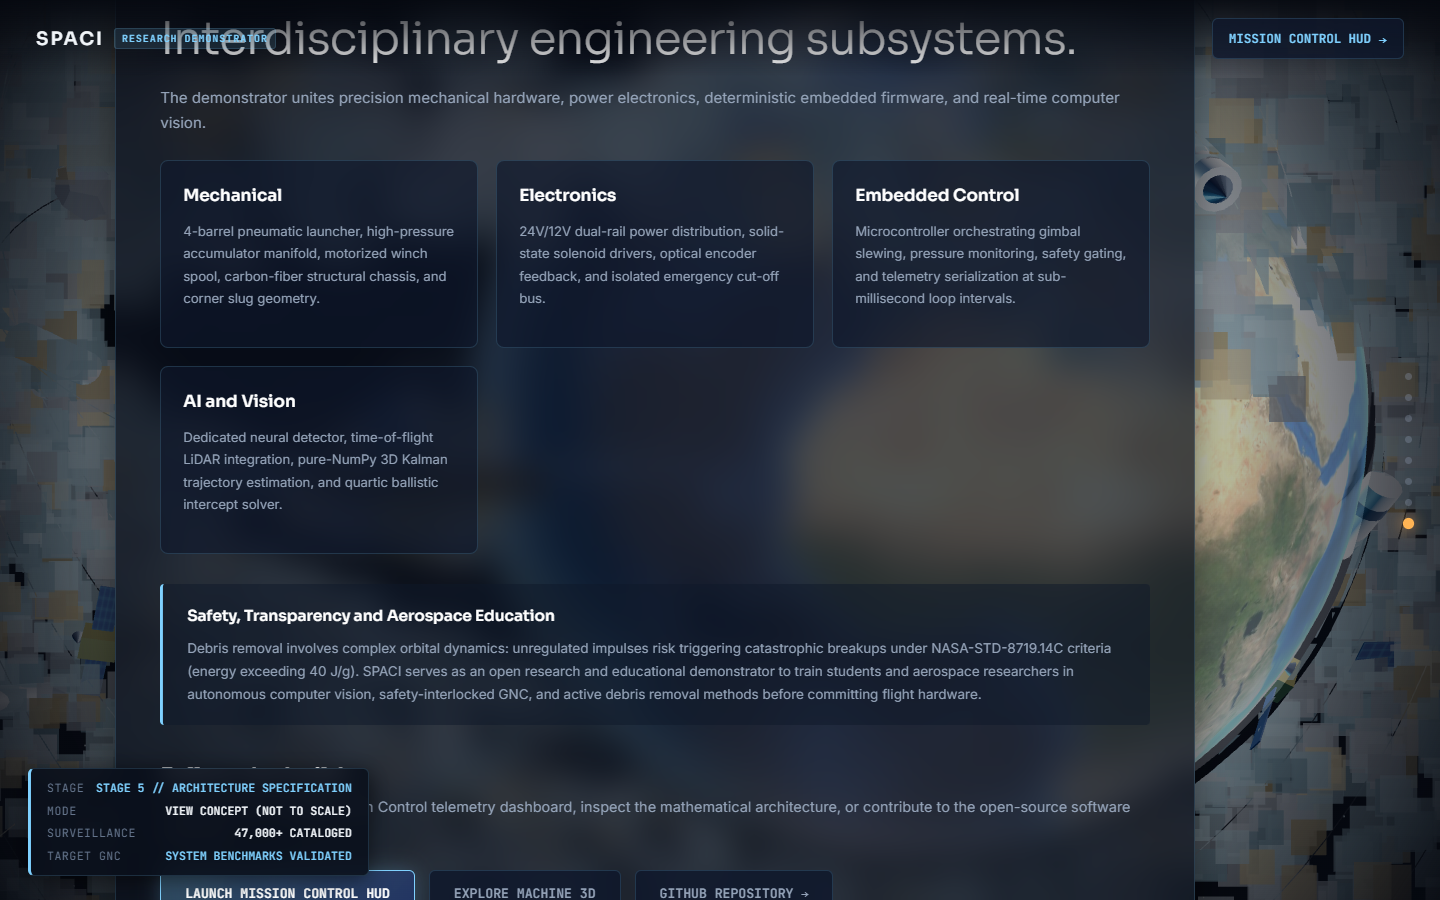 SPACI
RESEARCH DEMONSTRATOR
MISSION CONTROL HUD →
Interdisciplinary engineering subsystems.
The demonstrator unites precision mechanical hardware, power electronics, deterministic embedded firmware, and real-time computer
vision.
Mechanical
4-barrel pneumatic launcher, high-pressure
accumulator manifold, motorized winch
spool, carbon-fiber structural chassis, and
corner slug geometry.
Electronics
24V/12V dual-rail power distribution, solid-
state solenoid drivers, optical encoder
feedback, and isolated emergency cut-off
bus.
Embedded Control
Microcontroller orchestrating gimbal
slewing, pressure monitoring, safety gating,
and telemetry serialization at sub-
millisecond loop intervals.
AI and Vision
Dedicated neural detector, time-of-flight
LiDAR integration, pure-NumPy 3D Kalman
trajectory estimation, and quartic ballistic
intercept solver.
Safety, Transparency and Aerospace Education
Debris removal involves complex orbital dynamics: unregulated impulses risk triggering catastrophic breakups under NASA-STD-8719.14C criteria
(energy exceeding 40 J/g). SPACI serves as an open research and educational demonstrator to train students and aerospace researchers in
autonomous computer vision, safety-interlocked GNC, and active debris removal methods before committing flight hardware.
Control telemetry dashboard, inspect the mathematical architecture, or contribute to the open-source software
STAGE STAGE 5 // ARCHITECTURE SPECIFICATION
MODE VIEW CONCEPT (NOT TO SCALE)
SURVEILLANCE 47,000+ CATALOGED
TARGET GNC SYSTEM BENCHMARKS VALIDATED
LAUNCH MISSION CONTROL HUD
EXPLORE MACHINE 3D
GITHUB REPOSITORY →